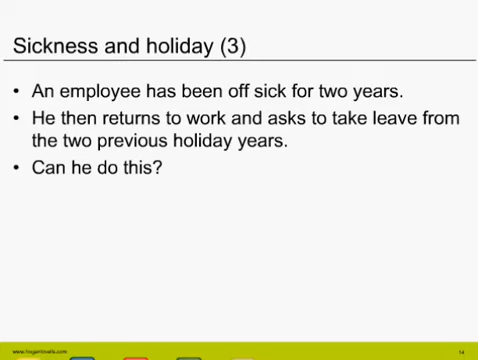 Sickness and holiday (3)
• An employee has been off sick for two years.
• He then returns to work and asks to take leave from
the two previous holiday years.
• Can he do this?
www.hoganlovells.com
14